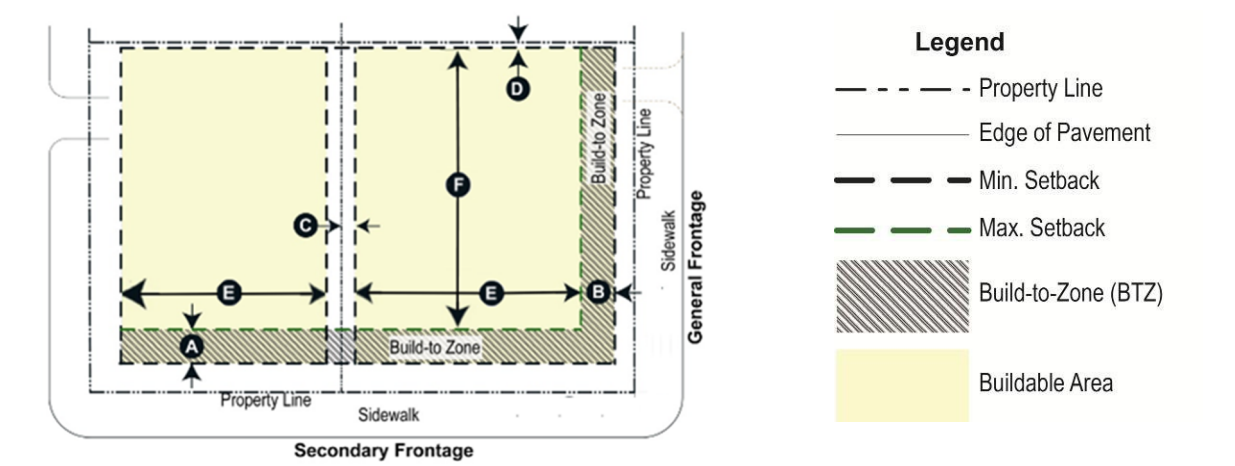 D
Build-to Zone
Property Line
F
C
Sidewalk
General Frontage
E
E
B
A
Build-to Zone
Property Line
Sidewalk
Secondary Frontage
Legend
Property Line
Edge of Pavement
Min. Setback
Max. Setback
Build-to-Zone (BTZ)
Buildable Area